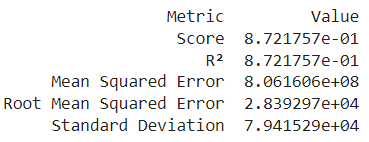 Metric Value
Score 8.721757e-01
R² 8.721757e-01
Mean Squared Error 8.061606e+08
Root Mean Squared Error 2.839297e+04
Standard Deviation 7.941529e+04